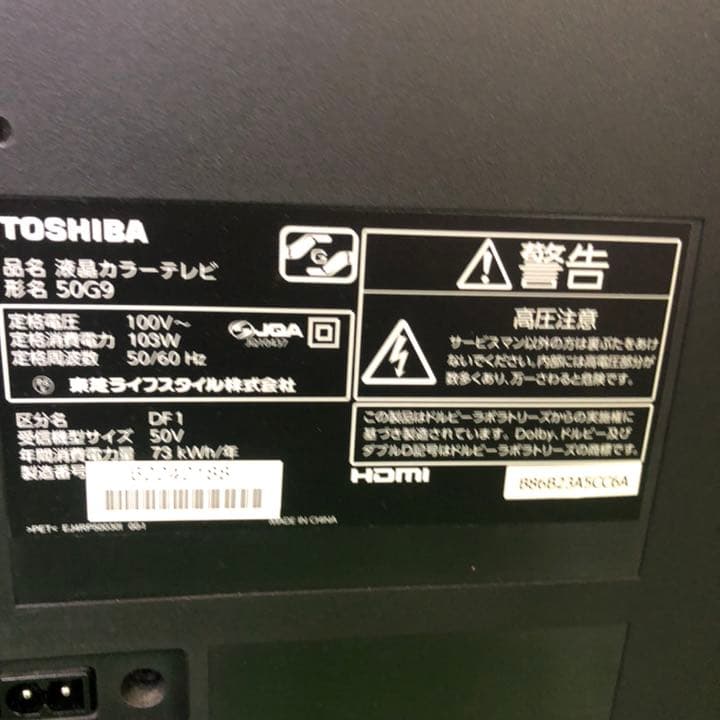 TOSHIBA
品名 液晶カラーテレビ
形名 50G9
定格電圧 100V～
定格消費電力 103W
定格周波数 50/60 Hz
JQA
東芝ライフスタイル株式会社
区分名 DF1
受信機型サイズ 50V
年間消費電力量 73 kWh/年
製造番号
MADE IN CHINA
G
警告
高圧注意
サービスマン以外の方は裏ぶたをあけ
ないでください。内部には高電圧部分が
数多くあり、万一さわると危険です。
この製品はドルビーラボラトリーズからの実施権に
基づき製造されています。Dolby、ドルビー及び
ダブルD記号はドルビーラボラトリーズの商標です。
HDMI
B86B23A5CC6A